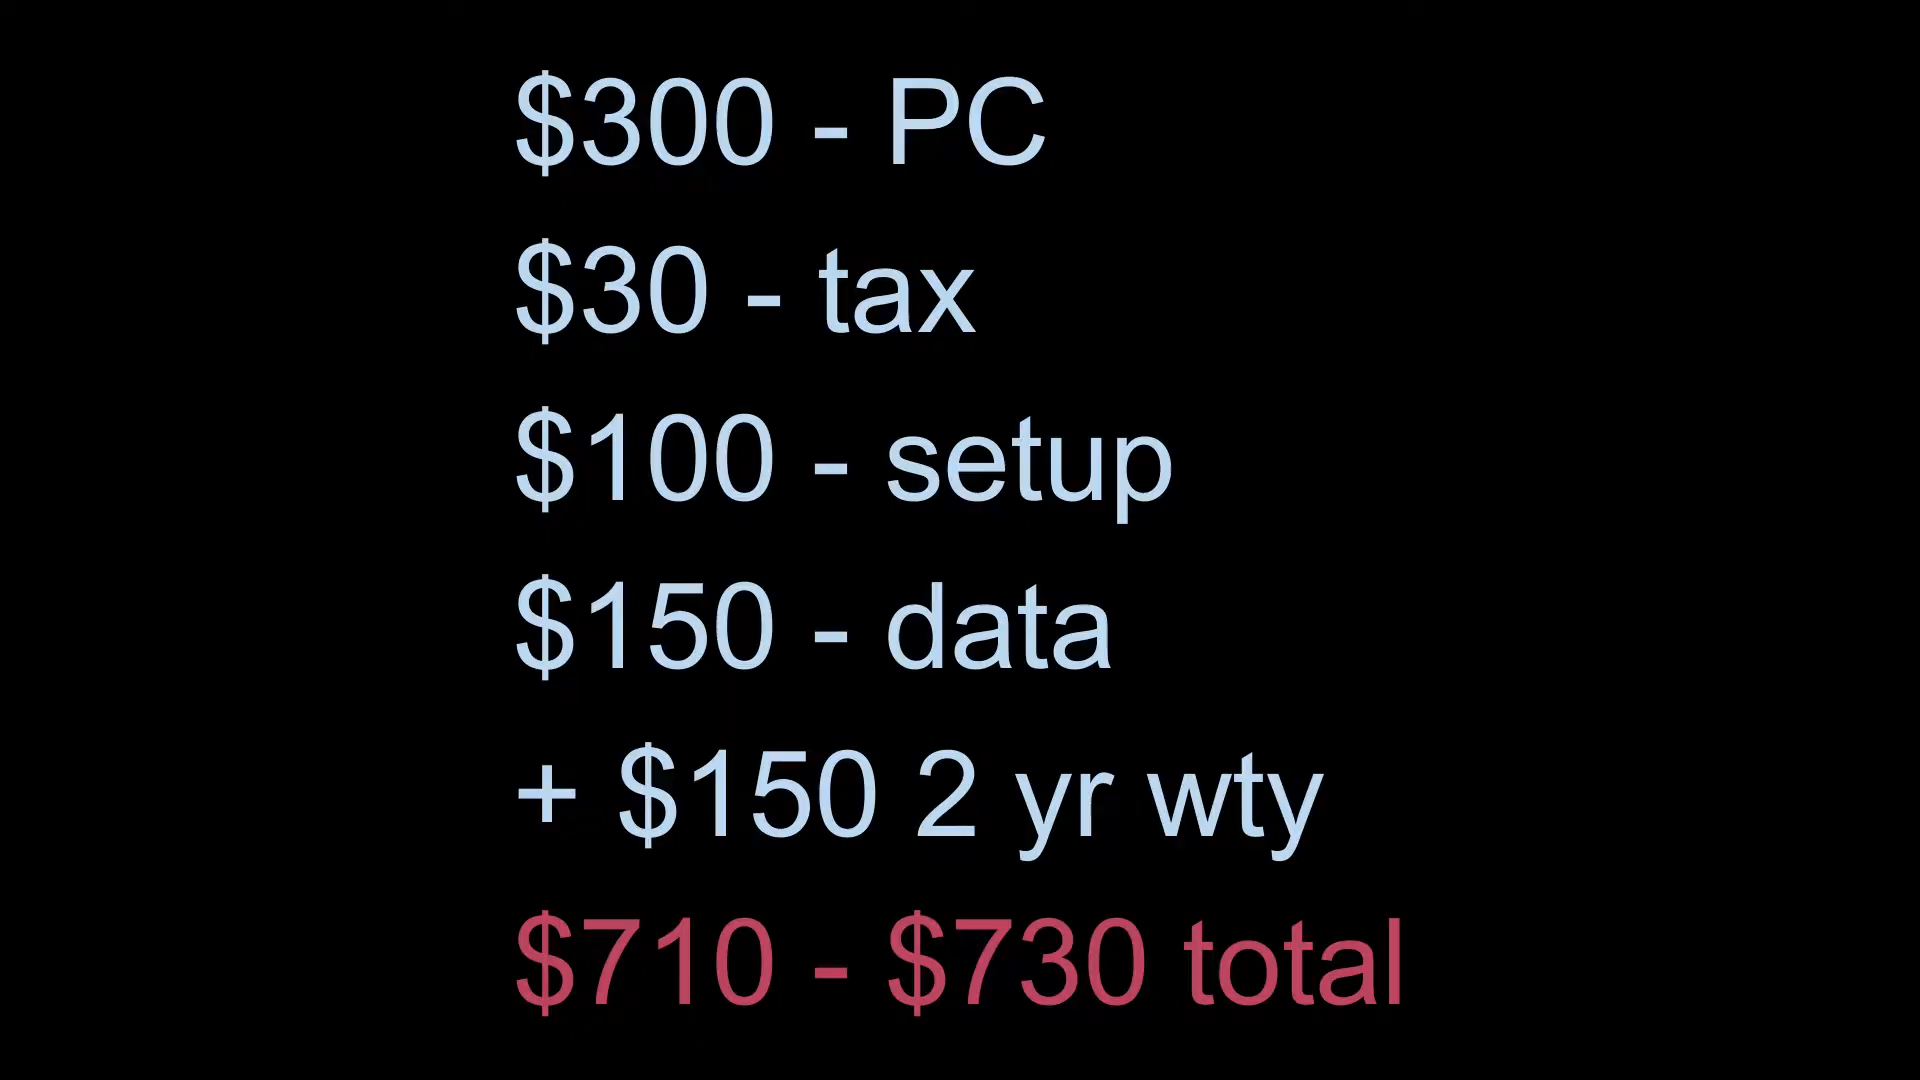 $300 - PC
$30 - tax
$100 - setup
$150 - data
+ $150 2 yr wty
$710 - $730 total